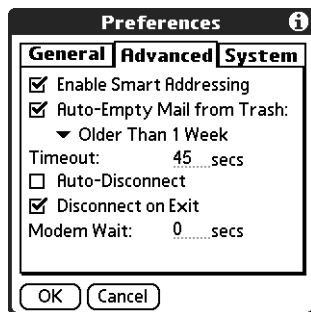 Preferences
General Advanced System
Enable Smart Addressing
Auto-Empty Mail from Trash:
Older Than 1 Week
Timeout: 45 secs
Auto-Disconnect
Disconnect on Exit
Modem Wait: 0 secs
OK Cancel